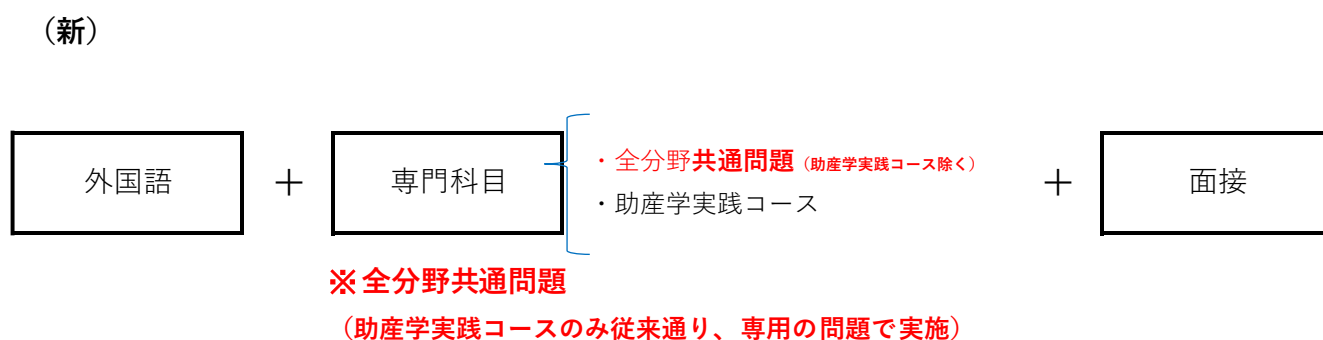 （新）
外国語 ＋ 専門科目 ・全分野共通問題（助産学実践コース除く） ＋ 面接
・助産学実践コース
※全分野共通問題
（助産学実践コースのみ従来通り、専用の問題で実施）